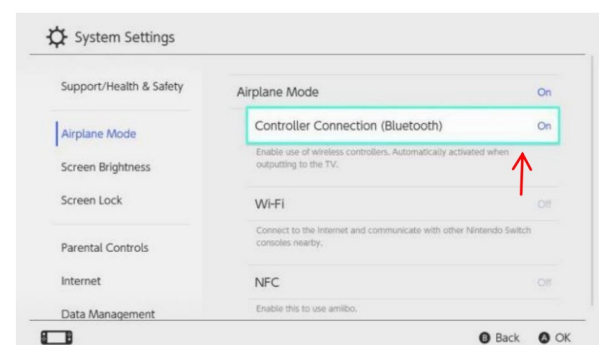 System Settings
Support/Health & Safety
Airplane Mode
Screen Brightness
Screen Lock
Parental Controls
Internet
Data Management
Airplane Mode On
Controller Connection (Bluetooth) On
Enable use of wireless controllers. Automatically activated when
outputting to the TV.
Wi-Fi Off
Connect to the Internet and communicate with other Nintendo Switch
consoles nearby.
NFC Off
Enable this to use amiibo.
B Back A OK